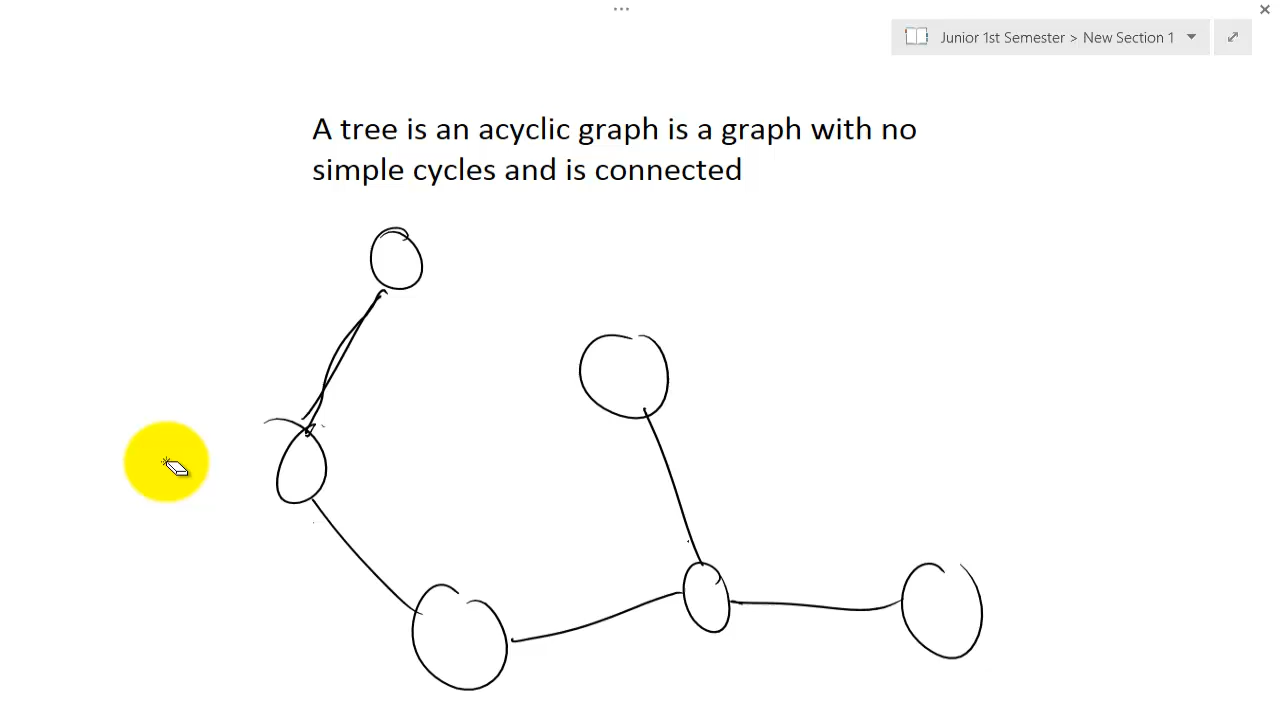 Junior 1st Semester > New Section 1
A tree is an acyclic graph is a graph with no
simple cycles and is connected